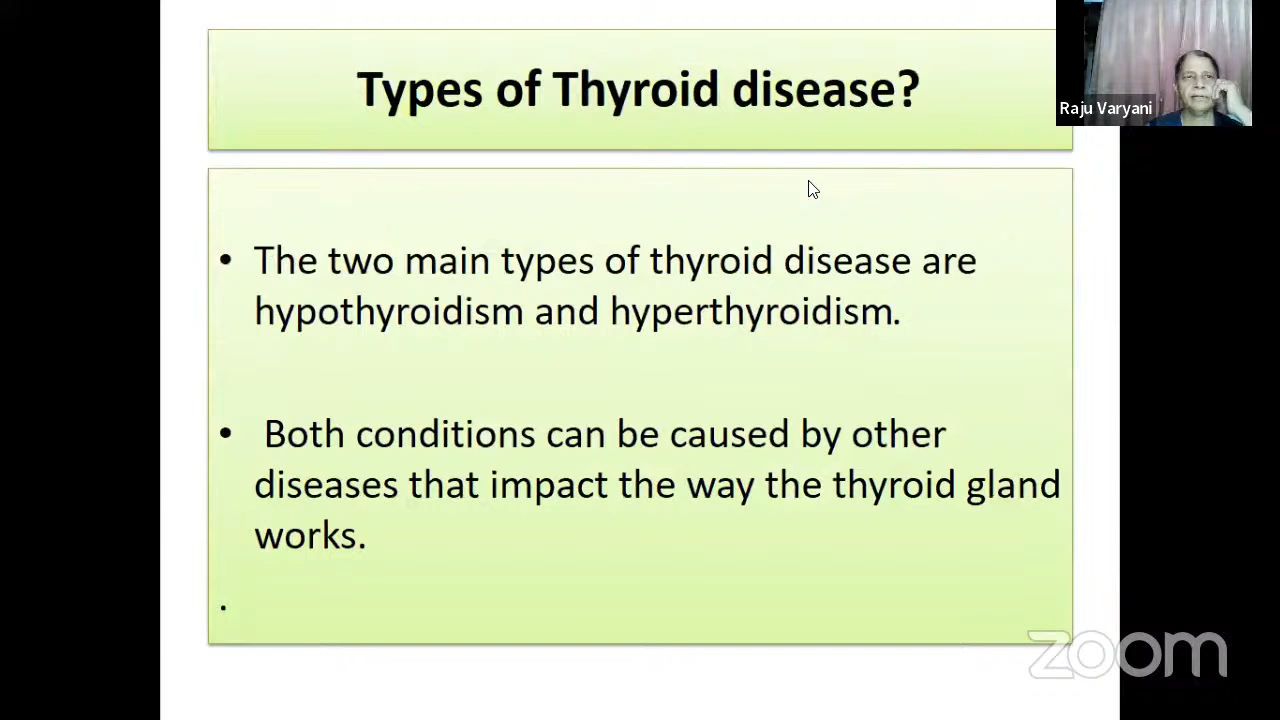 Types of Thyroid disease?
Raju Varyani
• The two main types of thyroid disease are
hypothyroidism and hyperthyroidism.
• Both conditions can be caused by other
diseases that impact the way the thyroid gland
works.
.
zoom